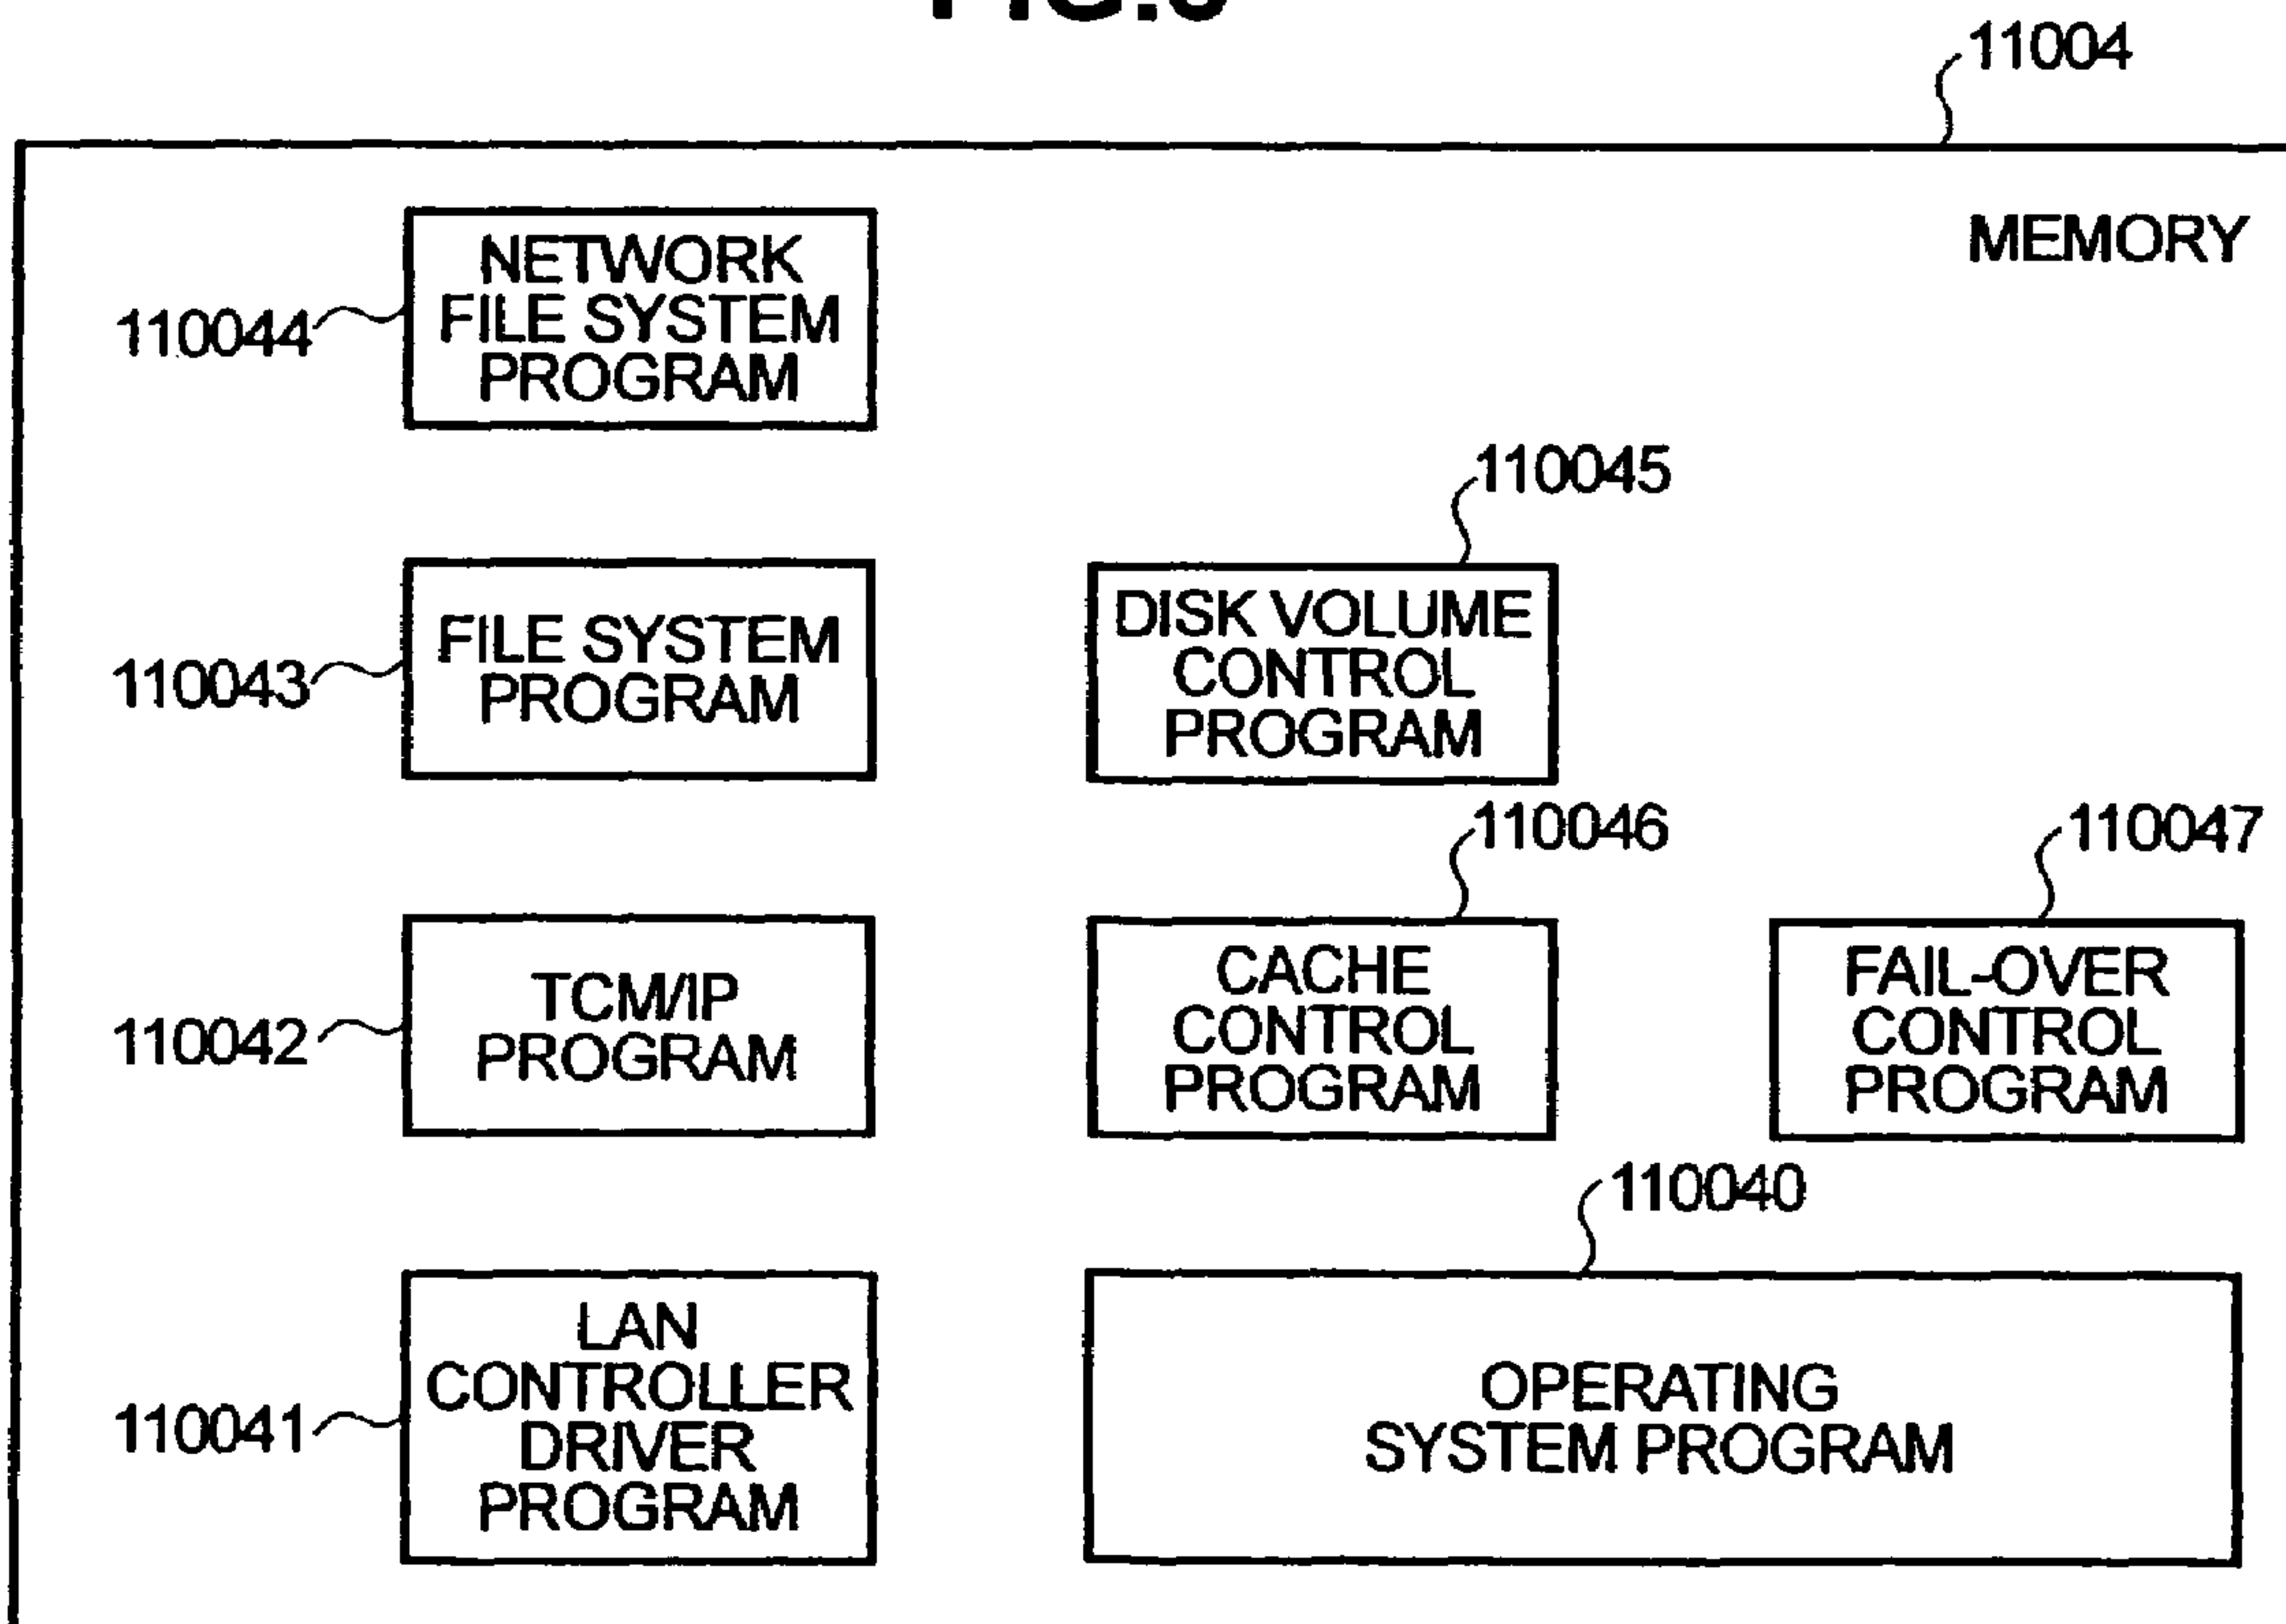 11004
MEMORY
110044
NETWORK
FILE SYSTEM
PROGRAM
110045
110043
FILE SYSTEM
PROGRAM
DISK VOLUME
CONTROL
PROGRAM
110046
110047
110042
TCM/IP
PROGRAM
CACHE
CONTROL
PROGRAM
FAIL-OVER
CONTROL
PROGRAM
110040
110041
LAN
CONTROLLER
DRIVER
PROGRAM
OPERATING
SYSTEM PROGRAM